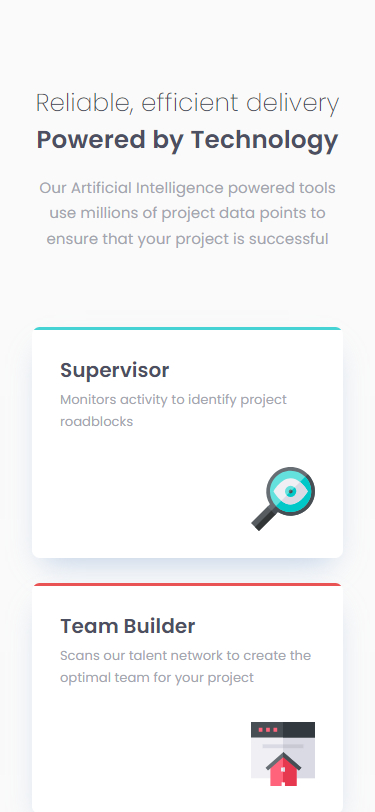 Reliable, efficient delivery
Powered by Technology
Our Artificial Intelligence powered tools
use millions of project data points to
ensure that your project is successful
Supervisor
Monitors activity to identify project
roadblocks
Team Builder
Scans our talent network to create the
optimal team for your project